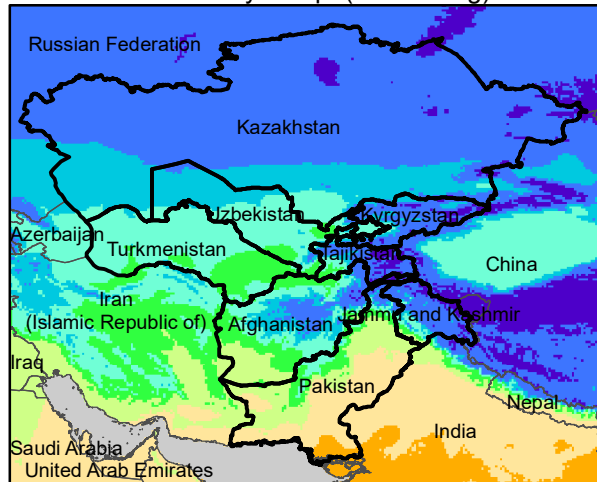 Russian Federation
Kazakhstan
Uzbekistan
Kyrgyzstan
Azerbaijan
Turkmenistan
Tajikistan
China
Iran
(Islamic Republic of)
Afghanistan
Jammu and Kashmir
Iraq
Pakistan
Nepal
India
Saudi Arabia
United Arab Emirates